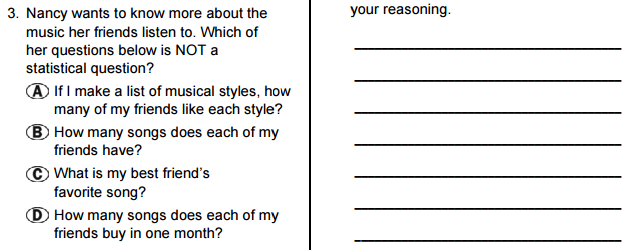 3. Nancy wants to know more about the
music her friends listen to. Which of
her questions below is NOT a
statistical question?
A If I make a list of musical styles, how
many of my friends like each style?
B How many songs does each of my
friends have?
C What is my best friend's
favorite song?
D How many songs does each of my
friends buy in one month?
your reasoning.